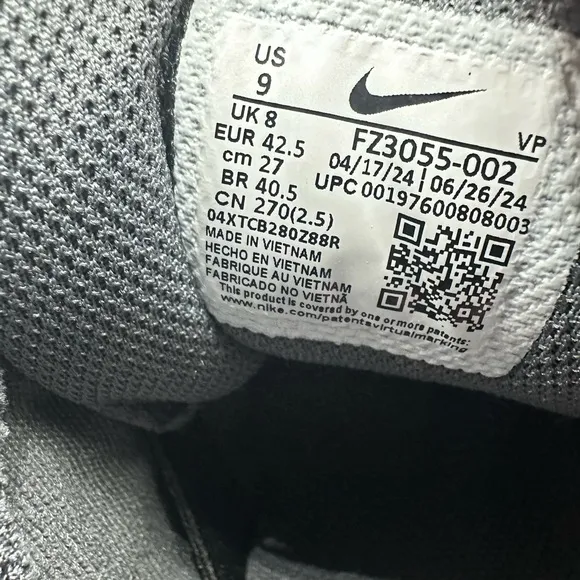 US
9
UK 8
EUR 42.5
cm 27
BR 40.5
CN 270(2.5)
04XTCB280Z88R
MADE IN VIETNAM
HECHO EN VIETNAM
FABRIQUE AU VIETNAM
FABRICADO NO VIETNÃ
VP
FZ3055-002
04/17/24 | 06/26/24
UPC 00197600808003
This product is covered by one or more patents:
www.nike.com/patentsvirtualmarking